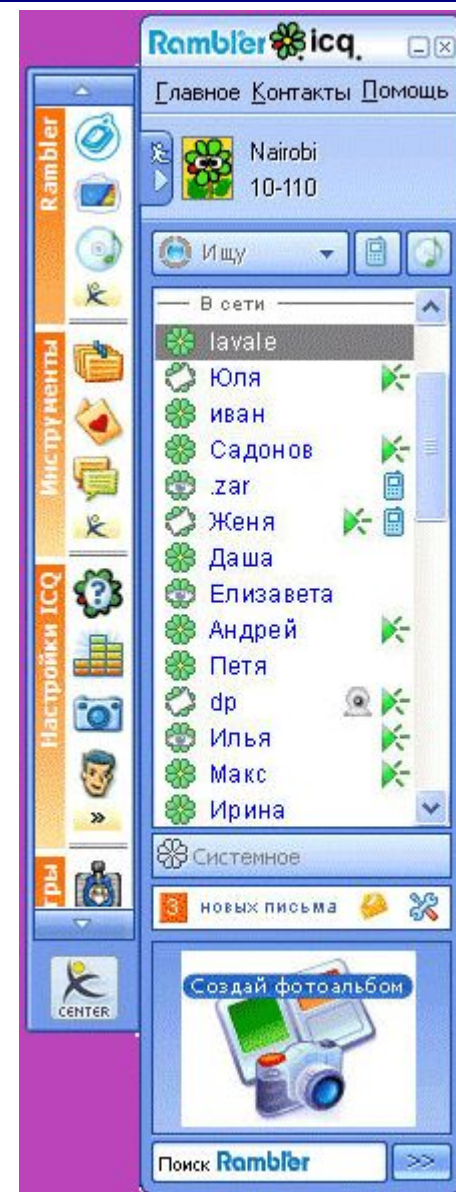 Rambler icq
Главное Контакты Помощь
Nairobi
10-110
Ищу
В сети
lavale
Юля
иван
Садонов
.zar
Женя
Даша
Елизавета
Андрей
Петя
dp
Илья
Макс
Ирина
Системное
3 новых письма
Создай фотоальбом
Поиск Rambler >>
Rambler
Инструменты
Настройки ICQ
»
гры
CENTER